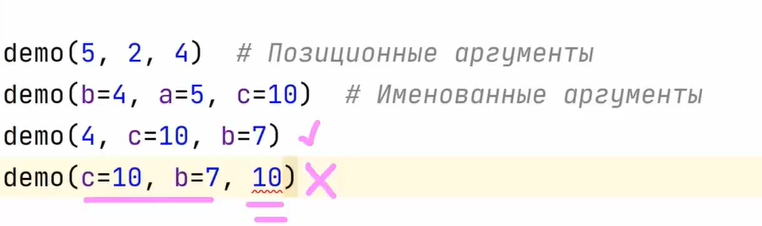 demo(5, 2, 4)  # Позиционные аргументы
demo(b=4, a=5, c=10)  # Именованные аргументы
demo(4, c=10, b=7)
demo(c=10, b=7, 10)